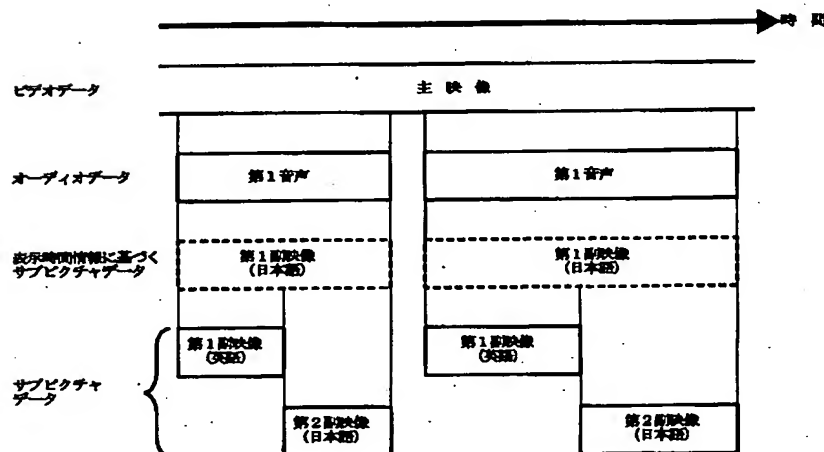 時間
ビデオデータ
主映像
オーディオデータ
第1音声
第1音声
表示時間情報に基づく
サブピクチャデータ
第1副映像
(日本語)
第1副映像
(日本語)
第1副映像
(英語)
第1副映像
(英語)
サブピクチャ
データ
第2副映像
(日本語)
第2副映像
(日本語)